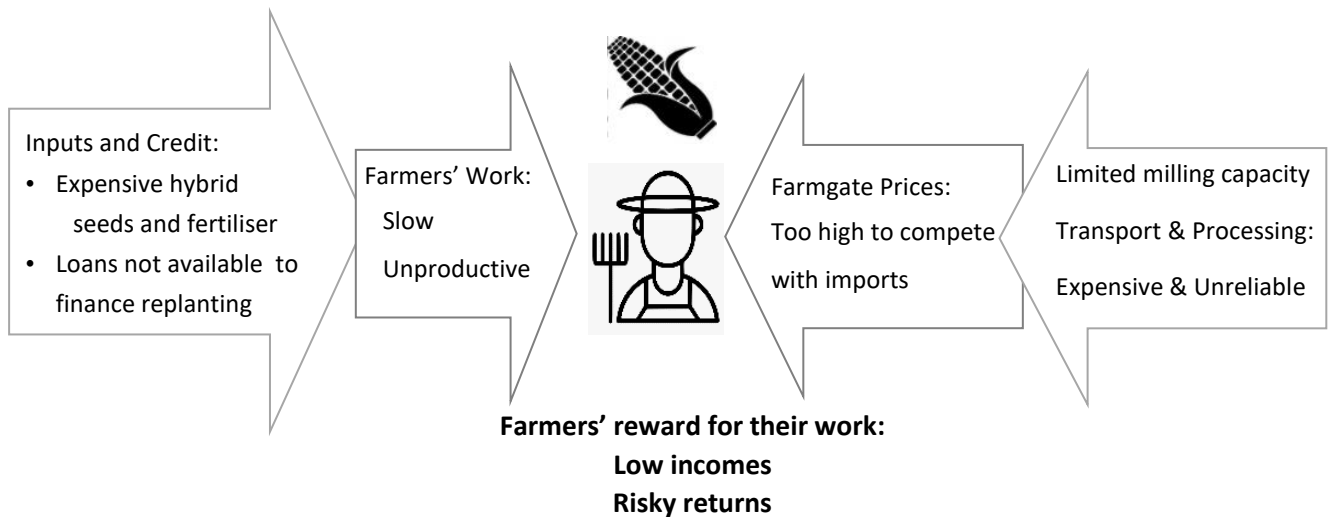 Inputs and Credit:
• Expensive hybrid
seeds and fertiliser
• Loans not available to
finance replanting
Farmers’ Work:
Slow
Unproductive
Farmgate Prices:
Too high to compete
with imports
Limited milling capacity
Transport & Processing:
Expensive & Unreliable
Farmers’ reward for their work:
Low incomes
Risky returns